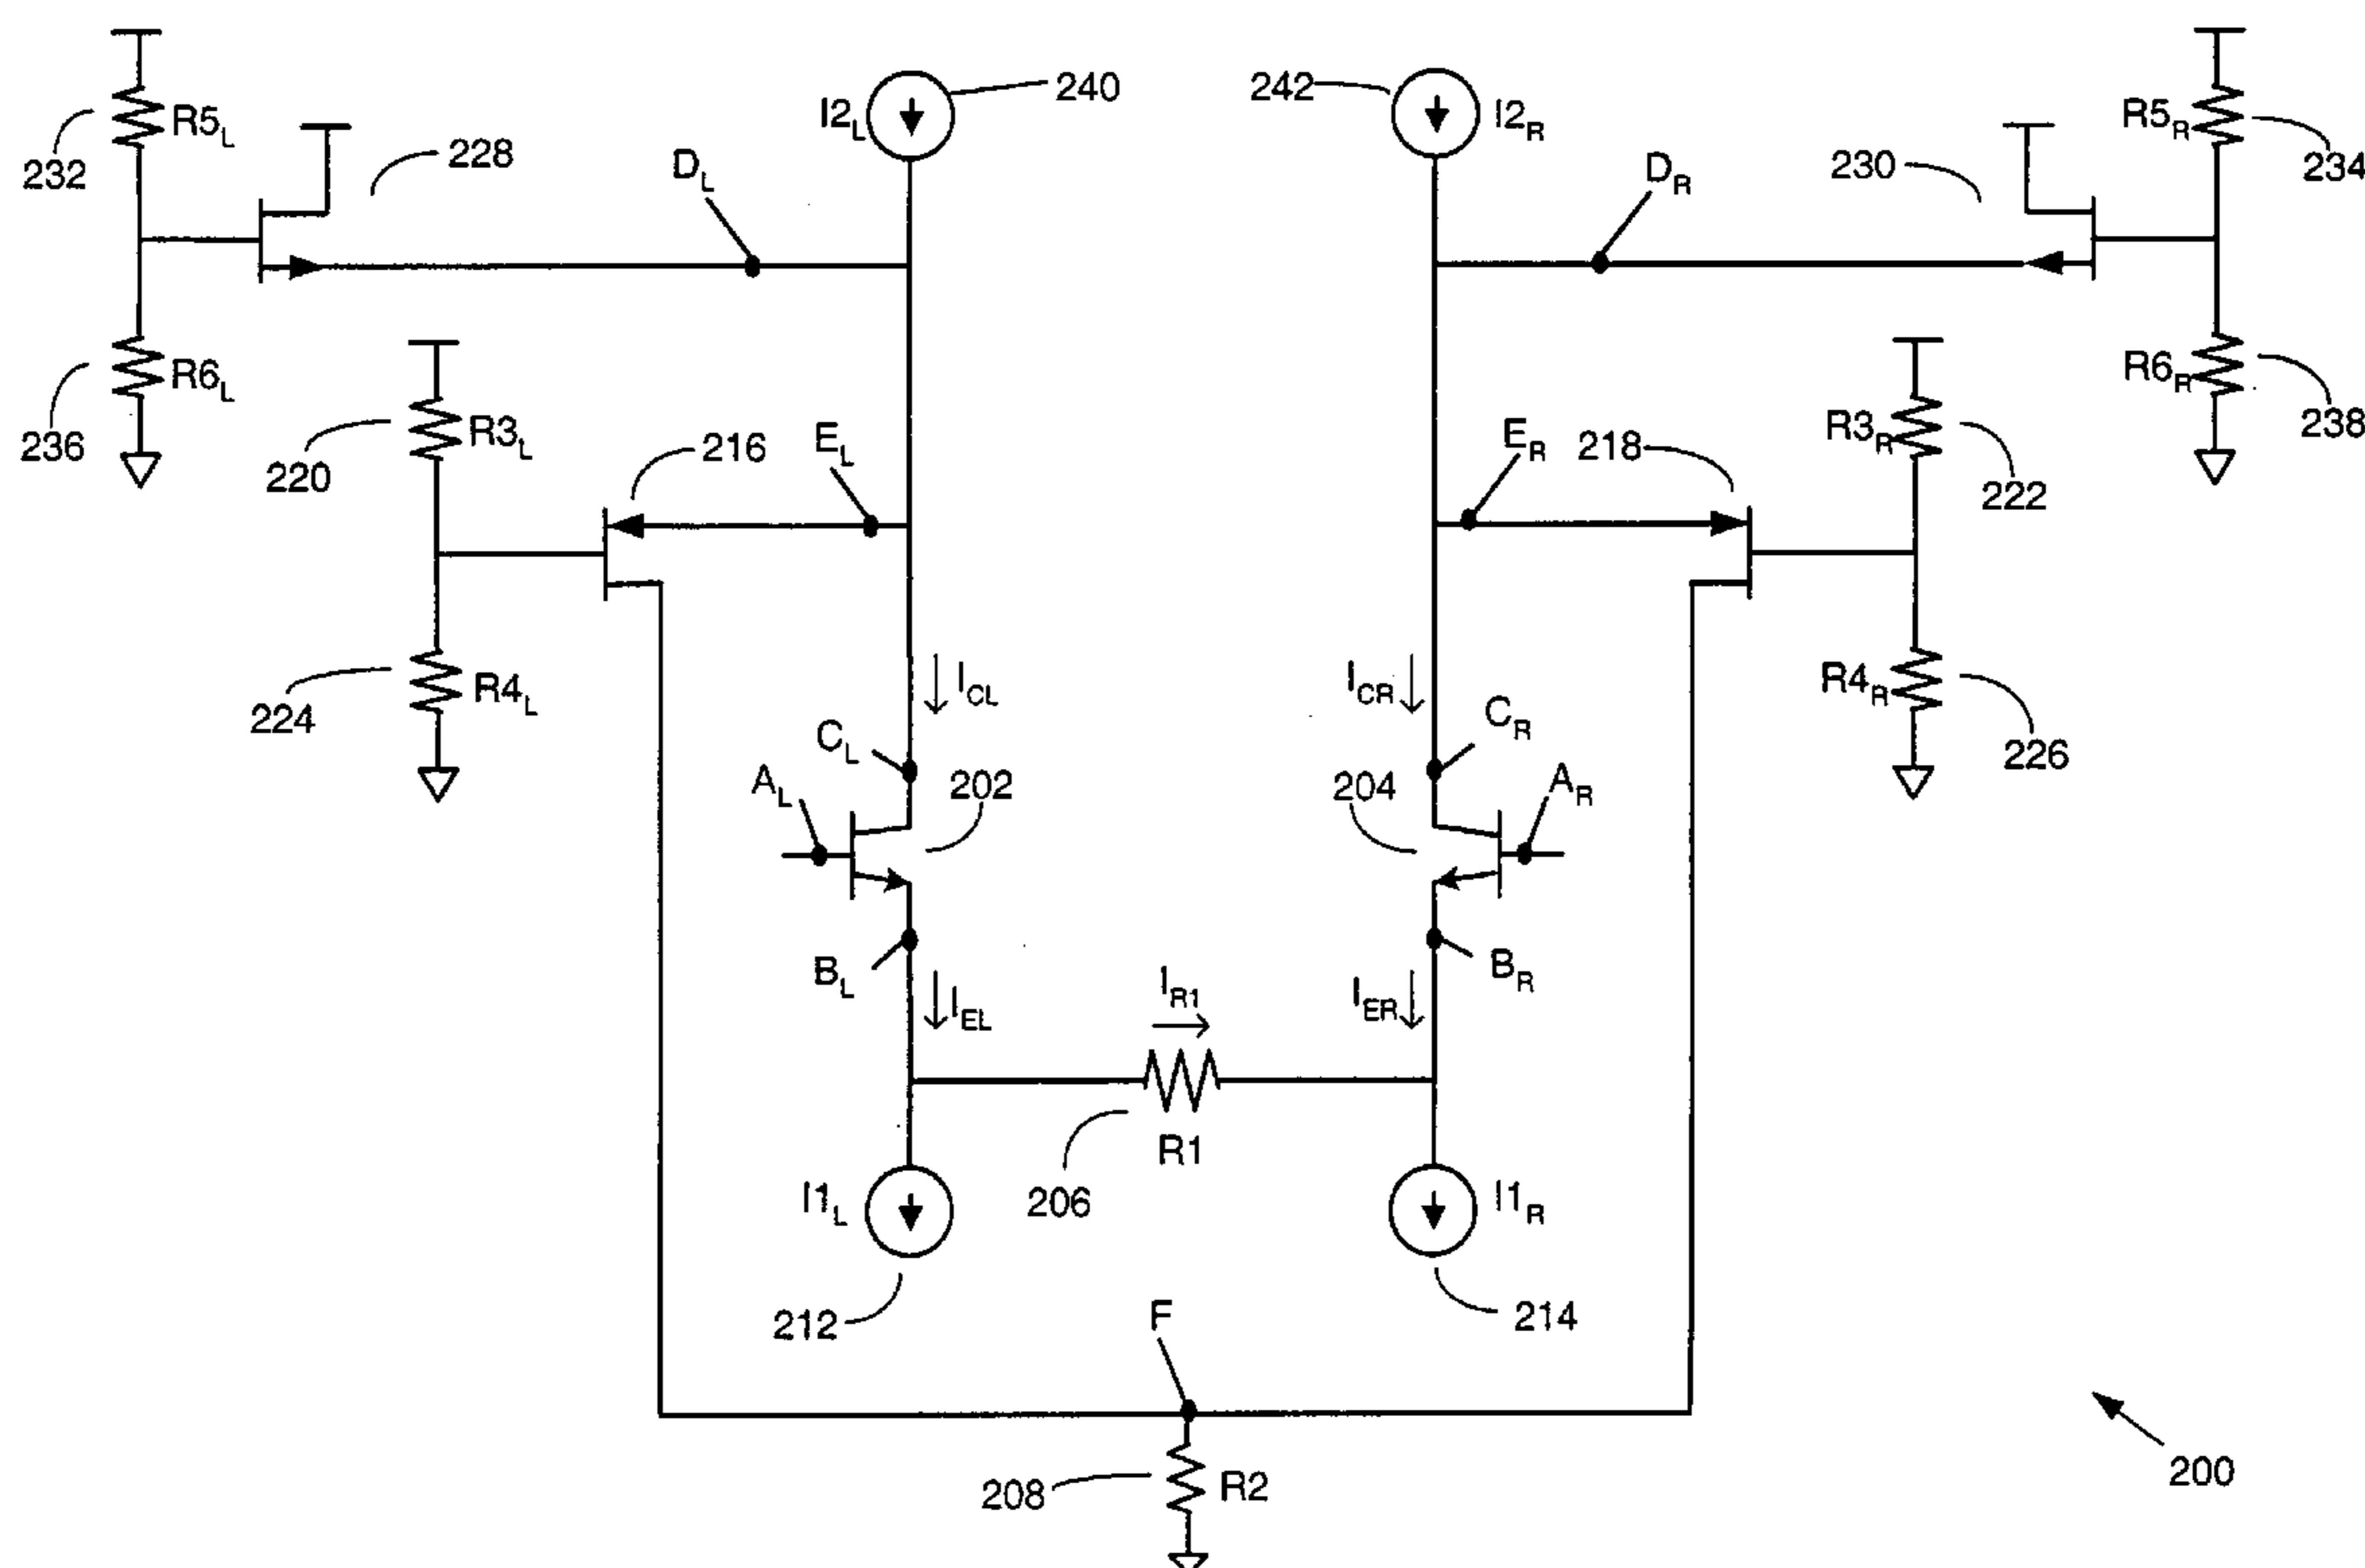 240
242
I2L
I2R
R5L
R5R
232
234
228
230
DL
DR
R6L
R6R
236
238
220
222
R3L
R3R
216
218
EL
ER
224
226
R4L
R4R
ICL
ICR
CL
CR
AL
AR
202
204
BL
BR
IEL
IER
IR1
R1
206
I1L
I1R
212
214
F
208
R2
200